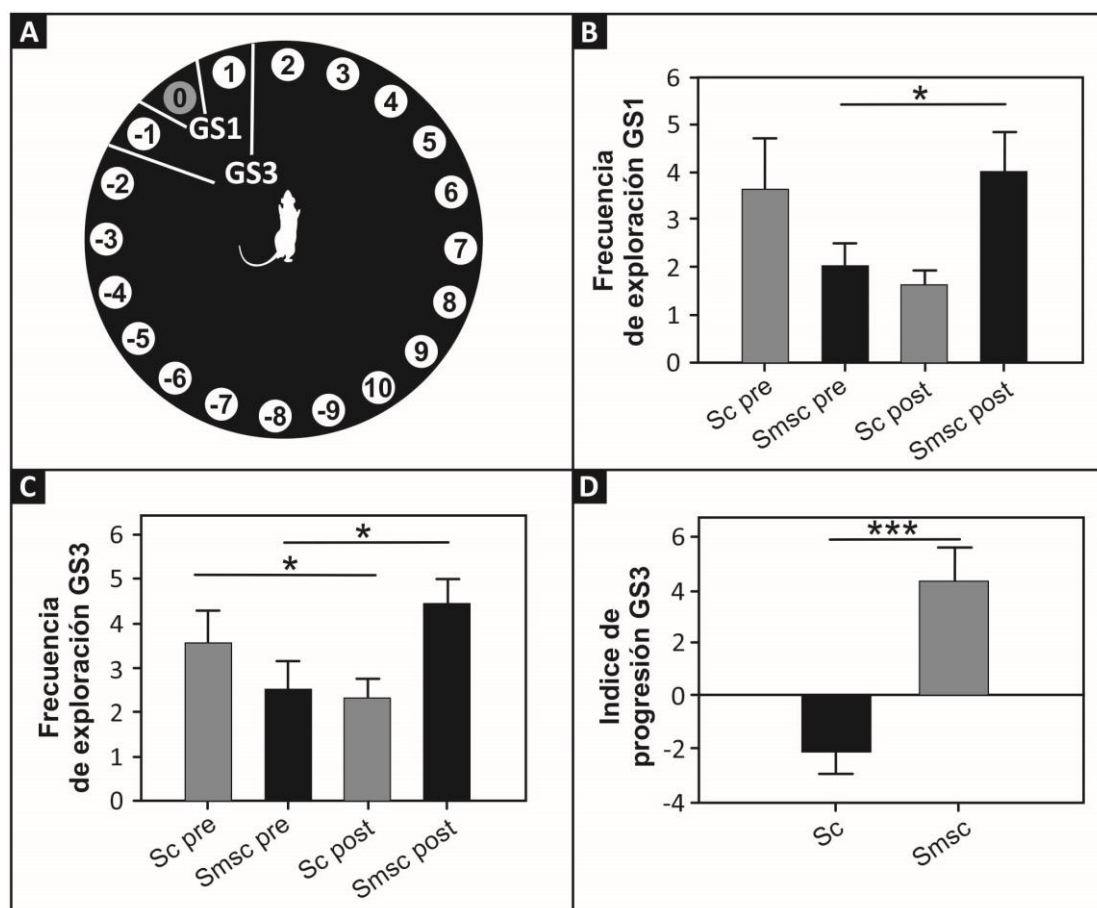 A
0
1
2
3
4
5
6
7
8
9
10
-9
-8
-7
-6
-5
-4
-3
-2
-1
GS1
GS3
B
Frecuencia
de exploración GS1
6
5
4
3
2
1
0
*
Sc pre
Smsc pre
Sc post
Smsc post
C
Frecuencia
de exploración GS3
6
5
4
3
2
1
0
*
*
Sc pre
Smsc pre
Sc post
Smsc post
D
Indice de
progresión GS3
6
4
2
0
-2
-4
***
Sc
Smsc